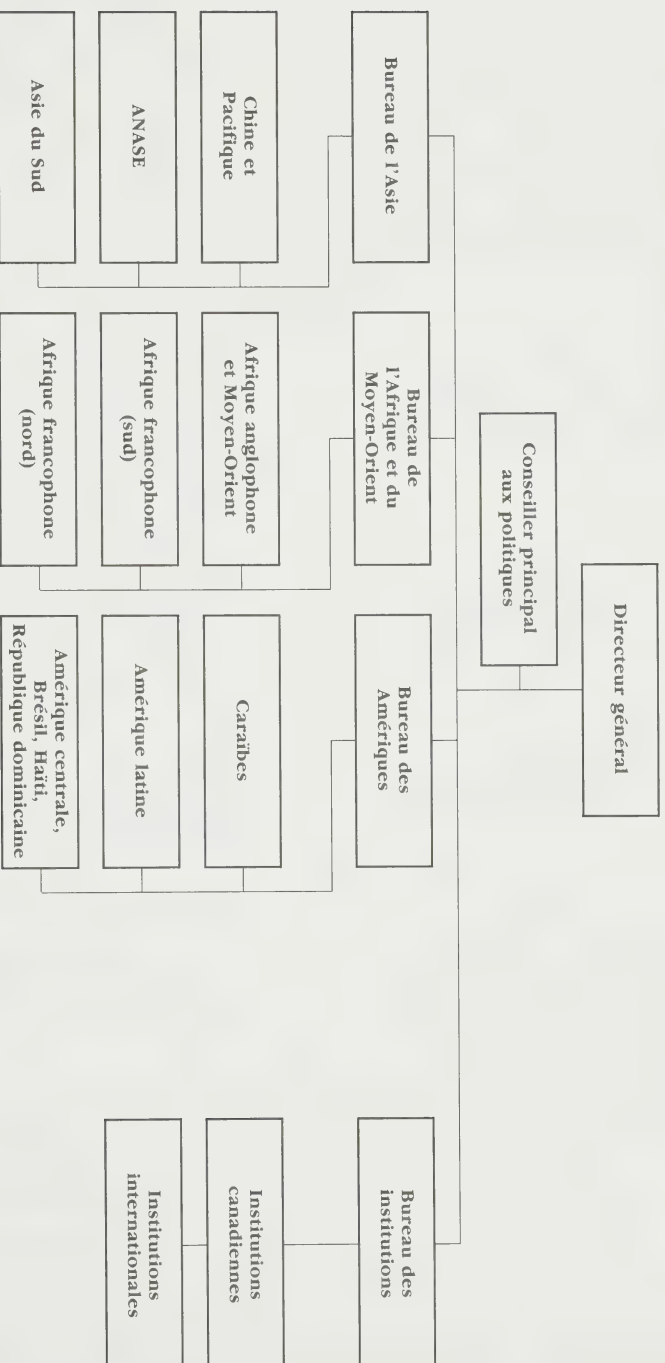 Directeur général
Conseiller principal
aux politiques
Bureau de l'Asie
Chine et
Pacifique
ANASE
Asie du Sud
Bureau de
l'Afrique et du
Moyen-Orient
Afrique anglophone
et Moyen-Orient
Afrique francophone
(sud)
Afrique francophone
(nord)
Bureau des
Amériques
Caraïbes
Amérique latine
Amérique centrale,
Brésil, Haïti,
République dominicaine
Bureau des
institutions
Institutions
canadiennes
Institutions
internationales